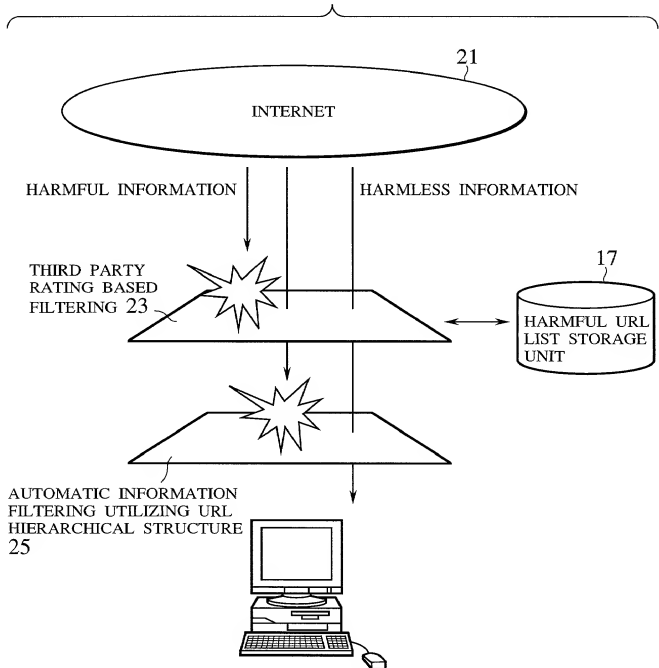 21
INTERNET
HARMFUL INFORMATION
HARMLESS INFORMATION
THIRD PARTY
RATING BASED
FILTERING 23
17
HARMFUL URL
LIST STORAGE
UNIT
AUTOMATIC INFORMATION
FILTERING UTILIZING URL
HIERARCHICAL STRUCTURE
25